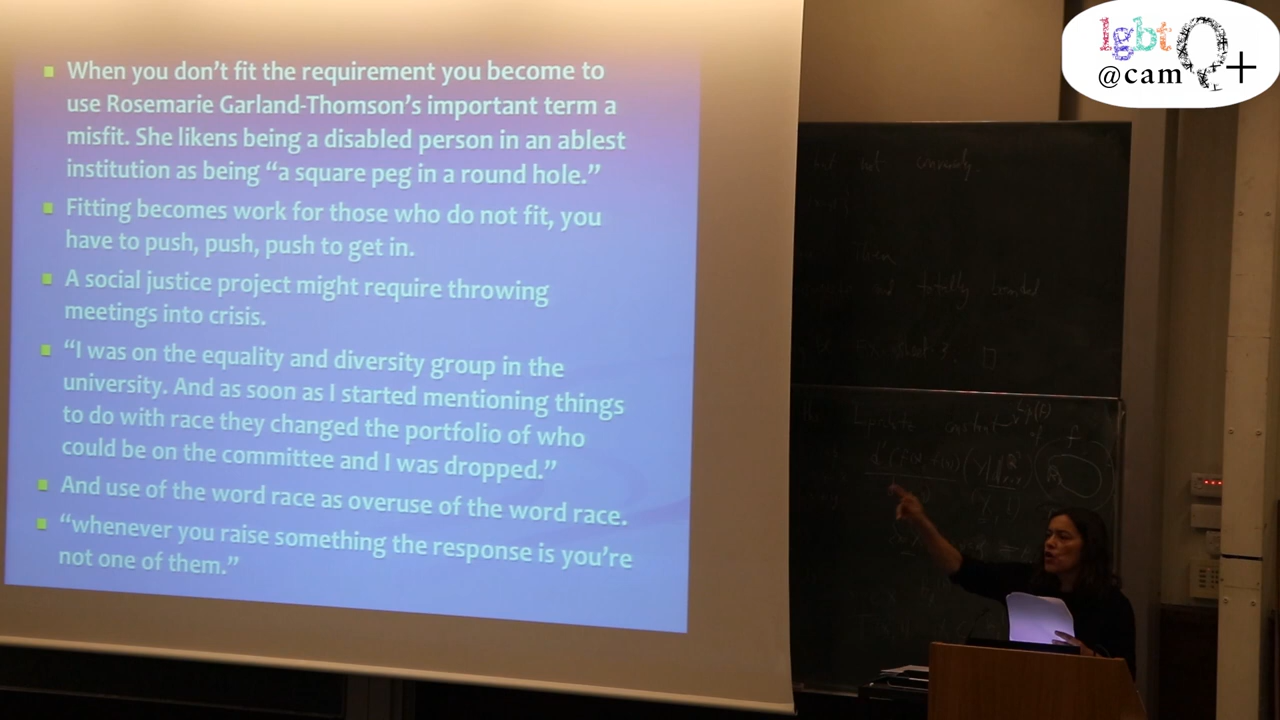 When you don't fit the requirement you become to
use Rosemarie Garland-Thomson's important term a
misfit. She likens being a disabled person in an ablest
institution as being "a square peg in a round hole."
Fitting becomes work for those who do not fit, you
have to push, push, push to get in.
A social justice project might require throwing
meetings into crisis.
"I was on the equality and diversity group in the
university. And as soon as I started mentioning things
to do with race they changed the portfolio of who
could be on the committee and I was dropped."
And use of the word race as overuse of the word race.
"whenever you raise something the response is you're
not one of them."
lgbtQ+
@cam
totally bounded